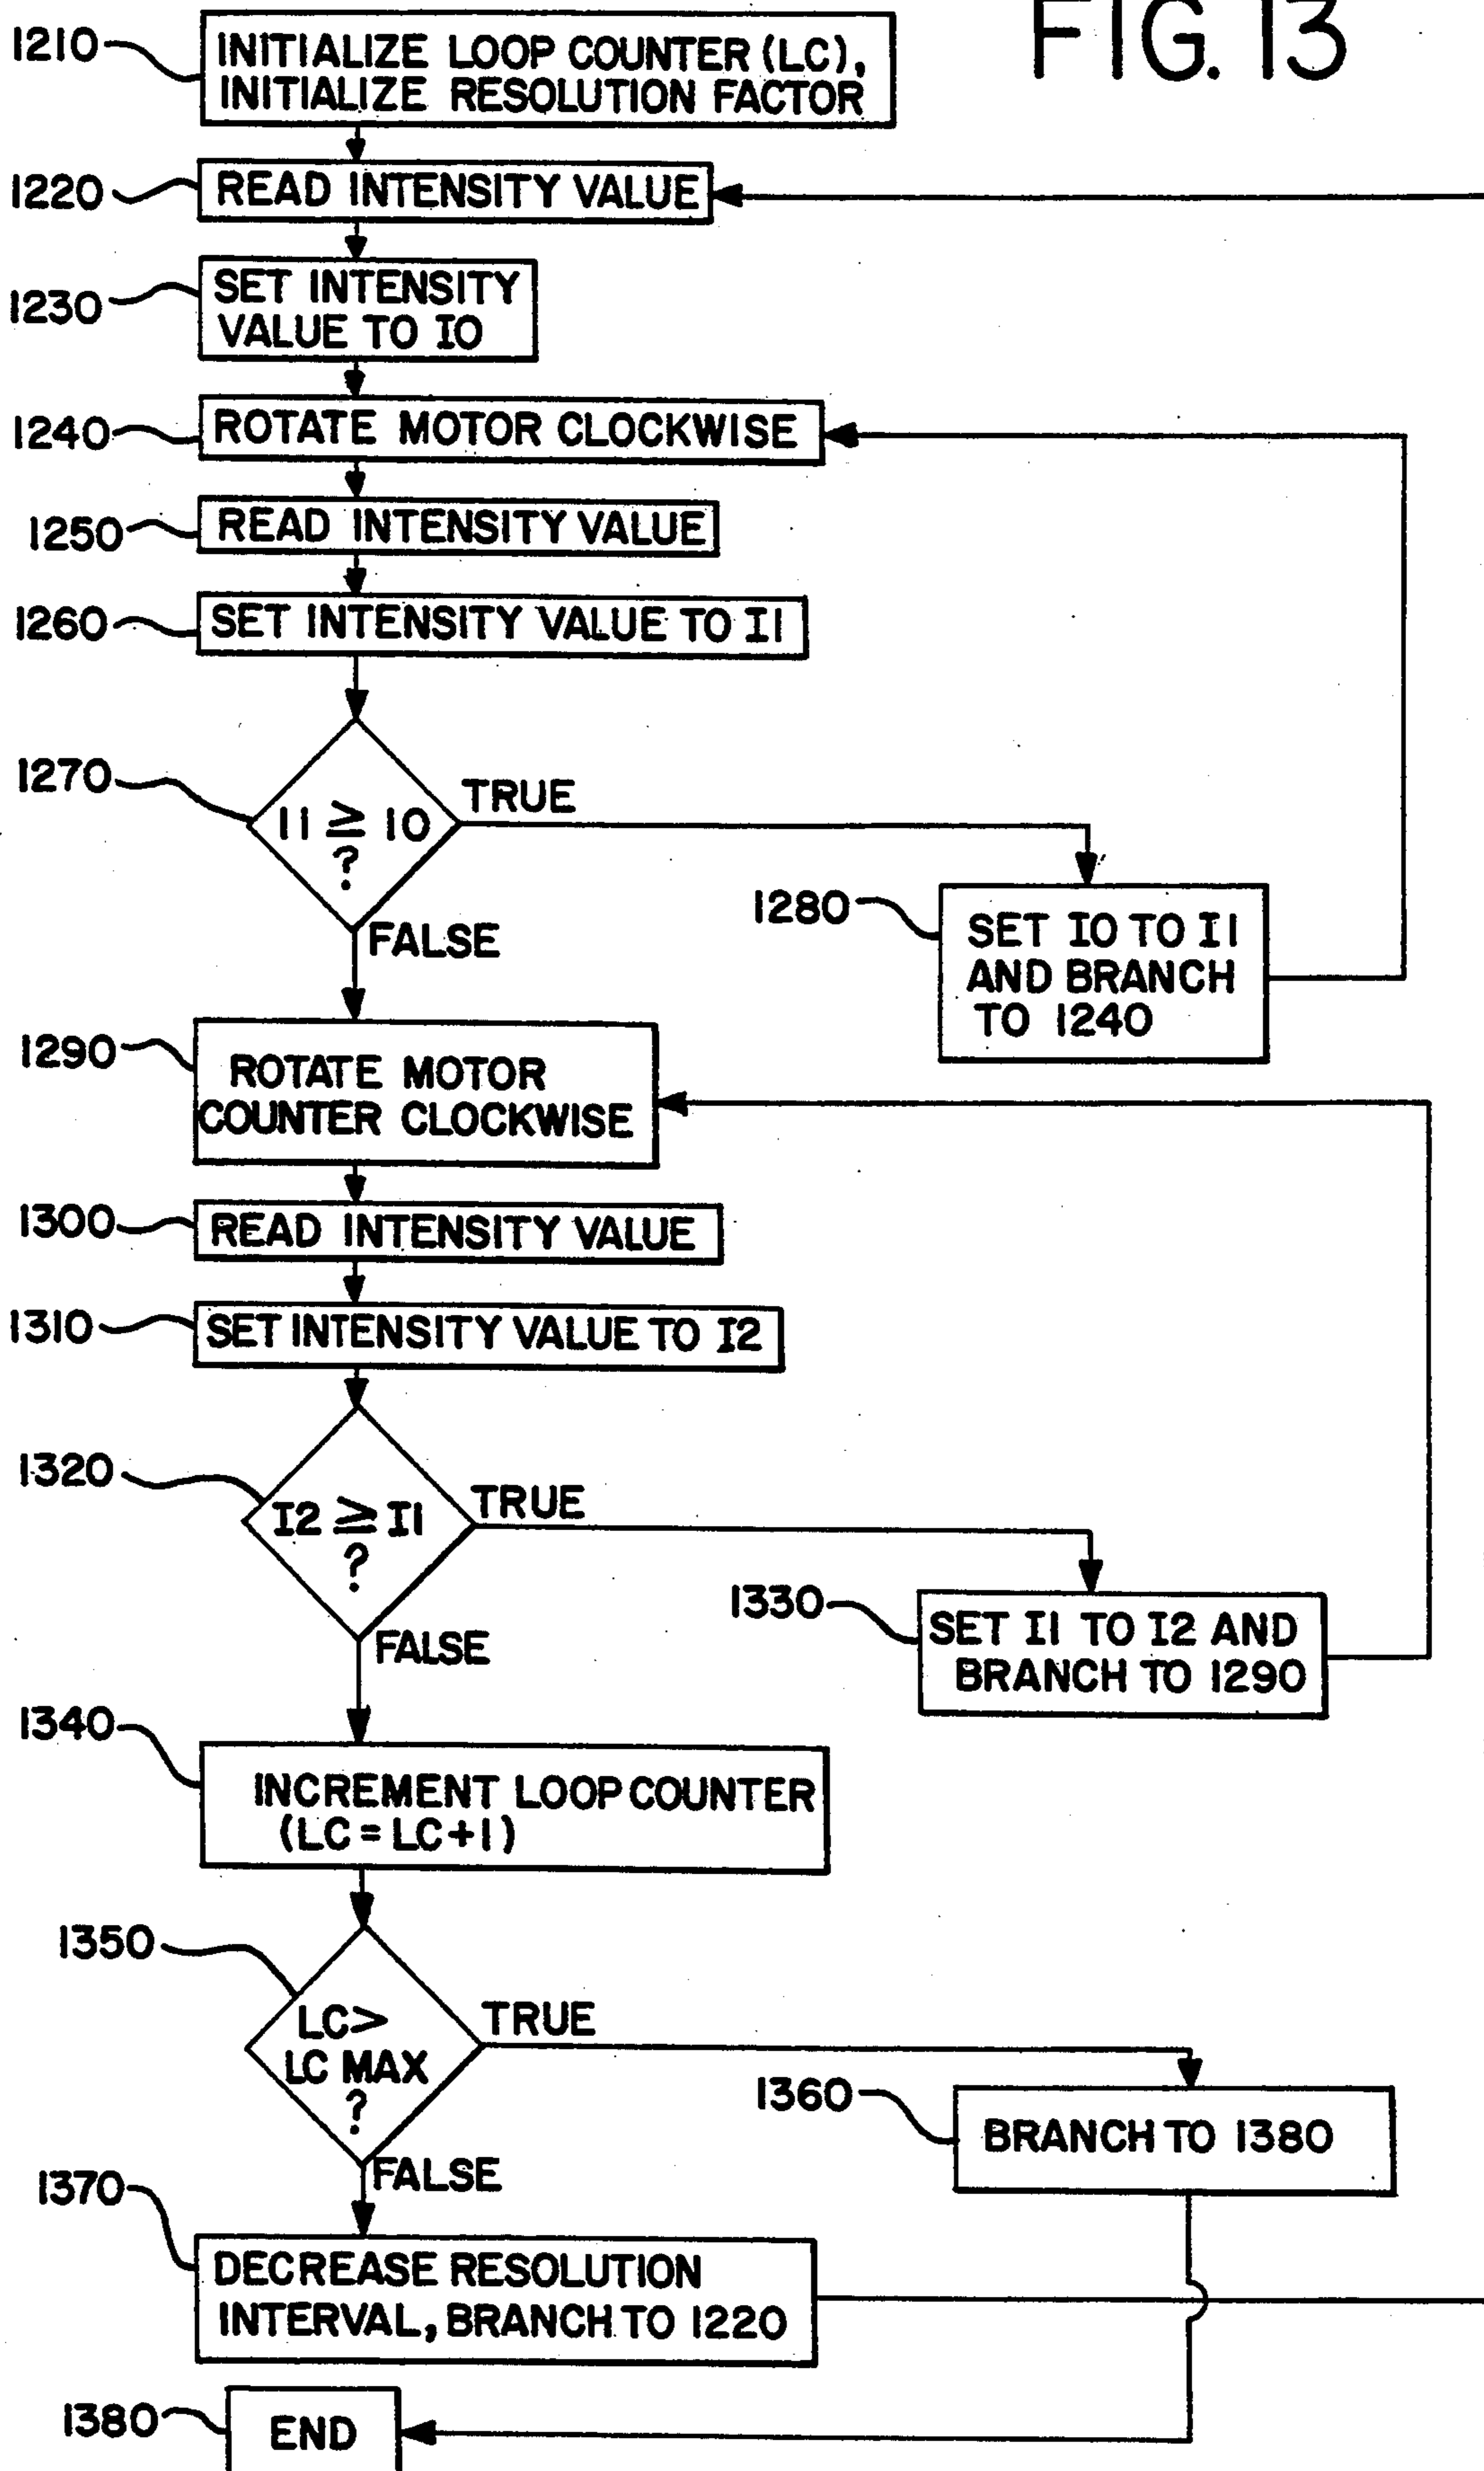 FIG. 13
1210
INITIALIZE LOOP COUNTER (LC),
INITIALIZE RESOLUTION FACTOR
1220
READ INTENSITY VALUE
1230
SET INTENSITY
VALUE TO I0
1240
ROTATE MOTOR CLOCKWISE
1250
READ INTENSITY VALUE
1260
SET INTENSITY VALUE TO I1
1270
I1 ≥ I0
?
TRUE
FALSE
1280
SET I0 TO I1
AND BRANCH
TO 1240
1290
ROTATE MOTOR
COUNTER CLOCKWISE
1300
READ INTENSITY VALUE
1310
SET INTENSITY VALUE TO I2
1320
I2 ≥ I1
?
TRUE
FALSE
1330
SET I1 TO I2 AND
BRANCH TO 1290
1340
INCREMENT LOOP COUNTER
(LC = LC+1)
1350
LC>
LC MAX
?
TRUE
FALSE
1360
BRANCH TO 1380
1370
DECREASE RESOLUTION
INTERVAL, BRANCH TO 1220
1380
END